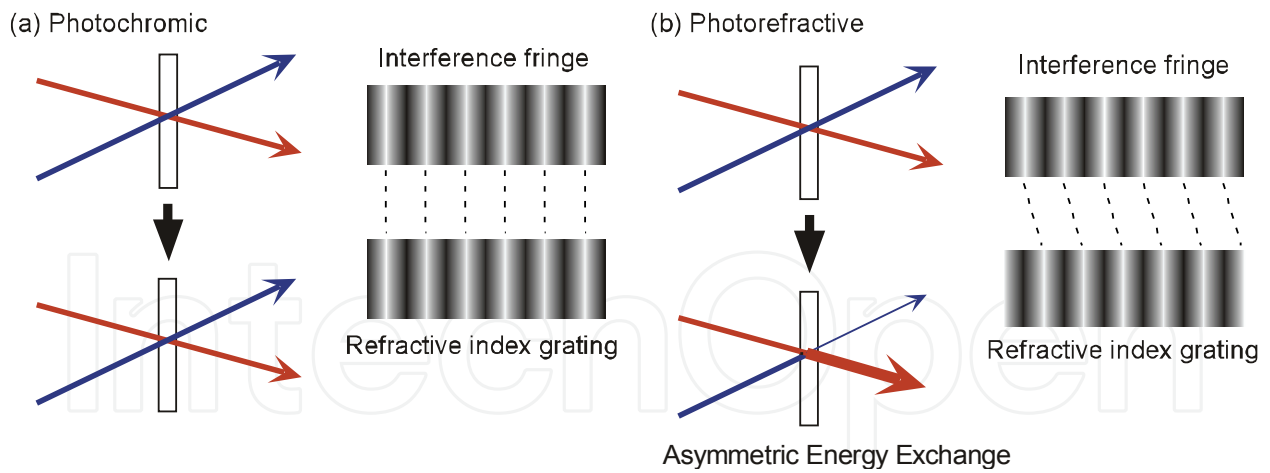 (a) Photochromic
Interference fringe
Refractive index grating
(b) Photorefractive
Interference fringe
Refractive index grating
Asymmetric Energy Exchange
IntechOpen